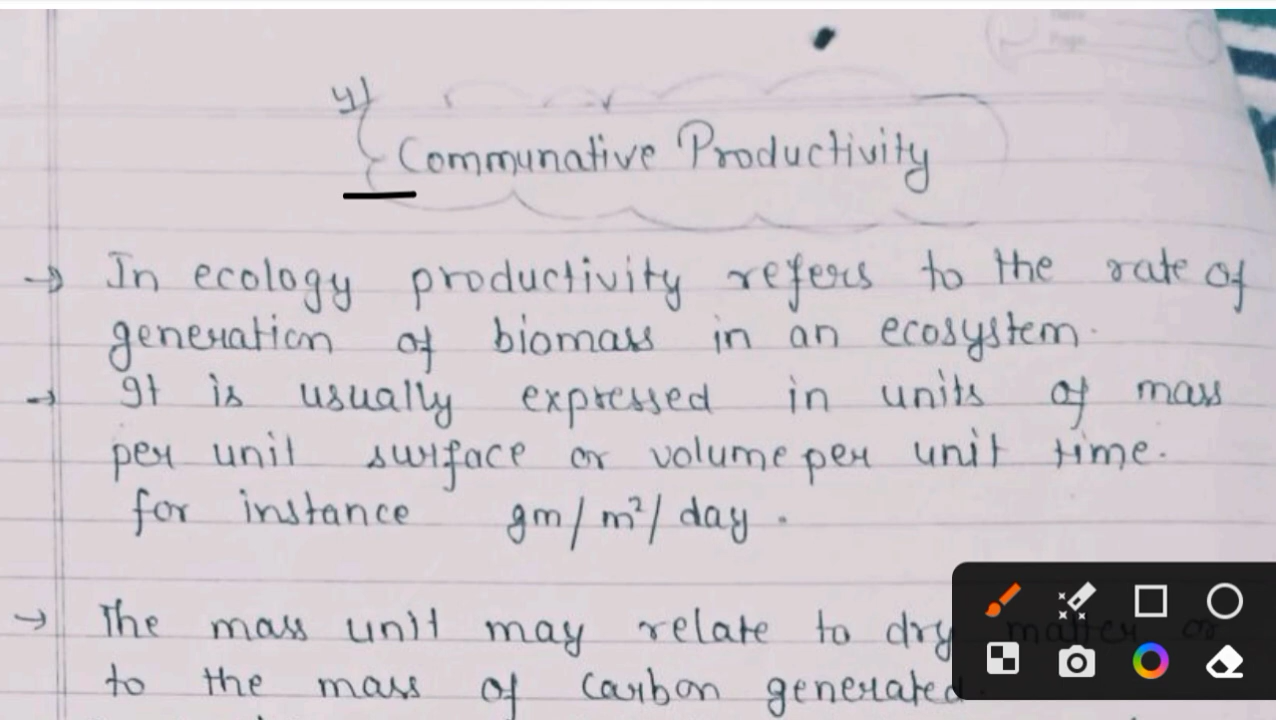 4)
Communative Productivity
→ In ecology productivity refers to the rate of
generation of biomass in an ecosystem.
→ It is usually expressed in units of mass
per unit surface or volume per unit time.
for instance gm/m²/day.
→ The mass unit may relate to dry matter or
to the mass of carbon generated.